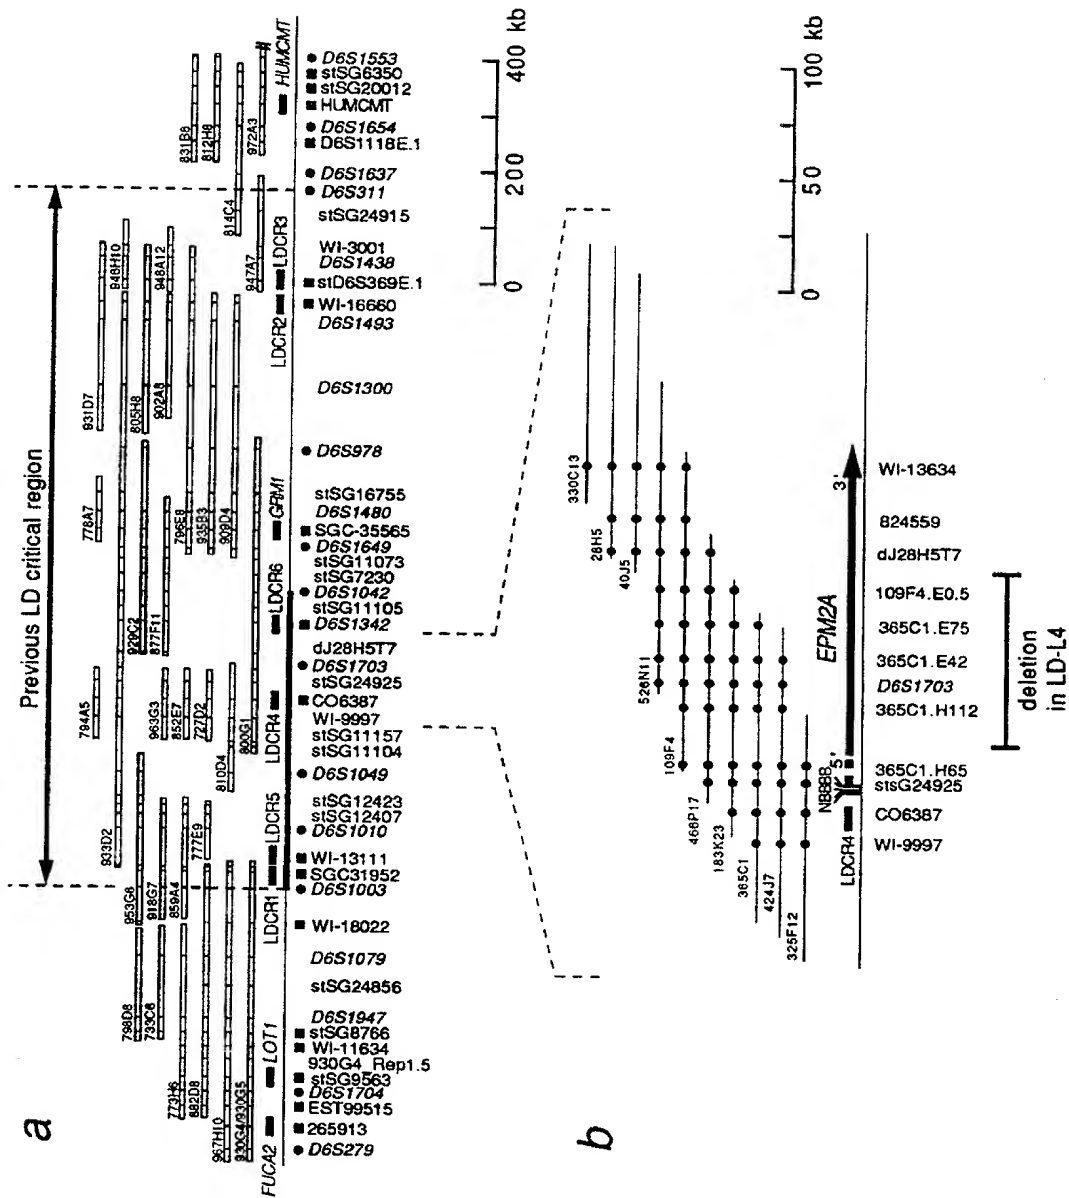 a
Previous LD critical region
831B8
812H8
972A3
814C4
947A7
948H10
948A12
931D7
805H8
902A8
778A7
928C2
877F11
796E8
935B3
909D4
794A5
963G3
852E7
727D2
810D4
800G1
933D2
953G6
918G7
859A4
777E9
798D8
733C6
773H6
882D8
967H10
930G4/930G5
HUMCMT
LDCR3
LDCR2
GRM1
LDCR6
LDCR4
LDCR5
LDCR1
LOT1
FUCA2
D6S1553
stSG6350
stSG20012
HUMCMT
D6S1654
D6S1118E.1
D6S1637
D6S311
stSG24915
WI-3001
D6S1438
stD6S369E.1
WI-16660
D6S1493
D6S1300
D6S978
stSG16755
D6S1480
SGC-35565
D6S1649
stSG11073
stSG7230
D6S1042
stSG11105
D6S1342
dJ28H5T7
D6S1703
stSG24925
CO6387
WI-9997
stSG11157
stSG11104
D6S1049
stSG12423
stSG12407
D6S1010
WI-13111
SGC31952
D6S1003
WI-18022
D6S1079
stSG24856
D6S1947
stSG8766
WI-11634
930G4_Rep1.5
stSG9563
D6S1704
EST99515
265913
D6S279
0 200 400 kb
b
330C13
28H5
40J5
526N11
109F4
466P17
183K23
365C1
424J7
325F12
0 50 100 kb
LDCR4
5'
EPM2A
3'
WI-13634
824559
dJ28H5T7
109F4.E0.5
365C1.E75
365C1.E42
D6S1703
365C1.H112
365C1.H65
stsG24925
CO6387
WI-9997
deletion
in LD-L4